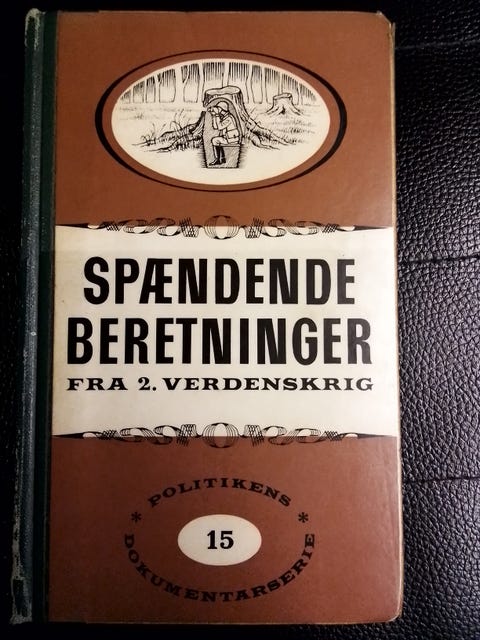 SPÆNDENDE
BERETNINGER
FRA 2. VERDENSKRIG
POLITIKENS
15
* DOKUMENTARSERIE *